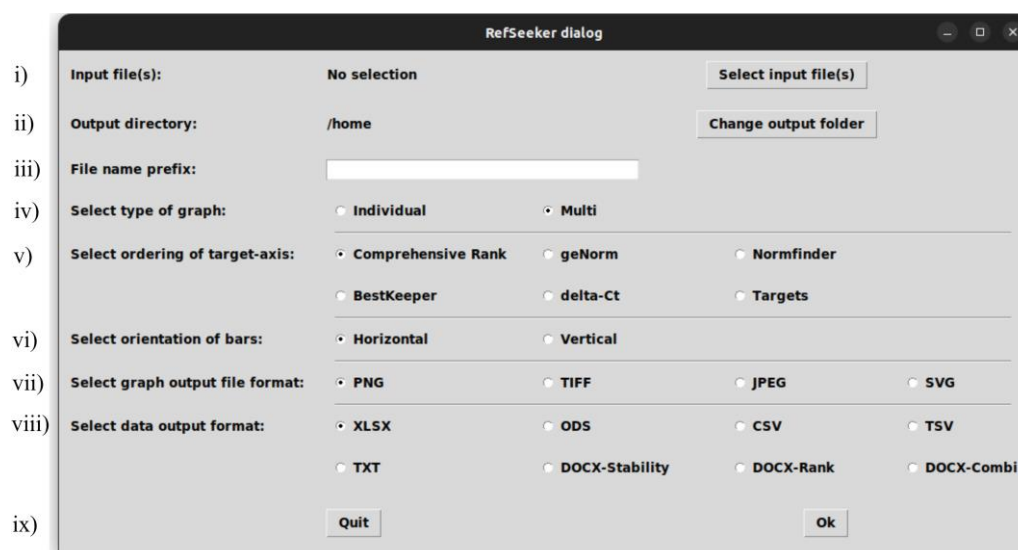 RefSeeker dialog
i) Input file(s): No selection Select input file(s)
ii) Output directory: /home Change output folder
iii) File name prefix:
iv) Select type of graph: Individual Multi
v) Select ordering of target-axis: Comprehensive Rank geNorm Normfinder
BestKeeper delta-Ct Targets
vi) Select orientation of bars: Horizontal Vertical
vii) Select graph output file format: PNG TIFF JPEG SVG
viii) Select data output format: XLSX ODS CSV TSV
TXT DOCX-Stability DOCX-Rank DOCX-Combi
ix) Quit Ok